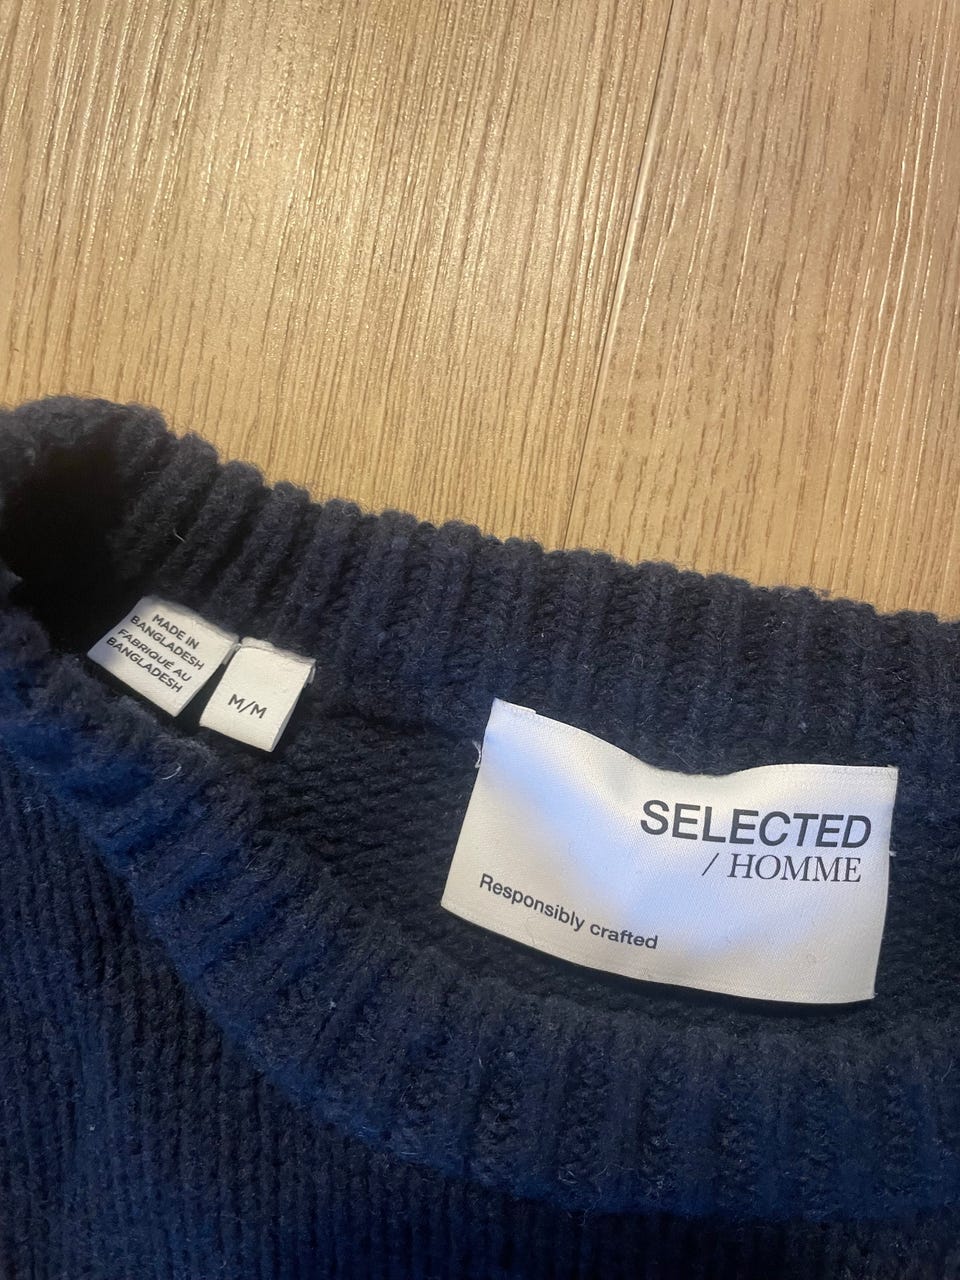 MADE IN
BANGLADESH
FABRIQUÉ AU
BANGLADESH
M/M
SELECTED
/ HOMME
Responsibly crafted